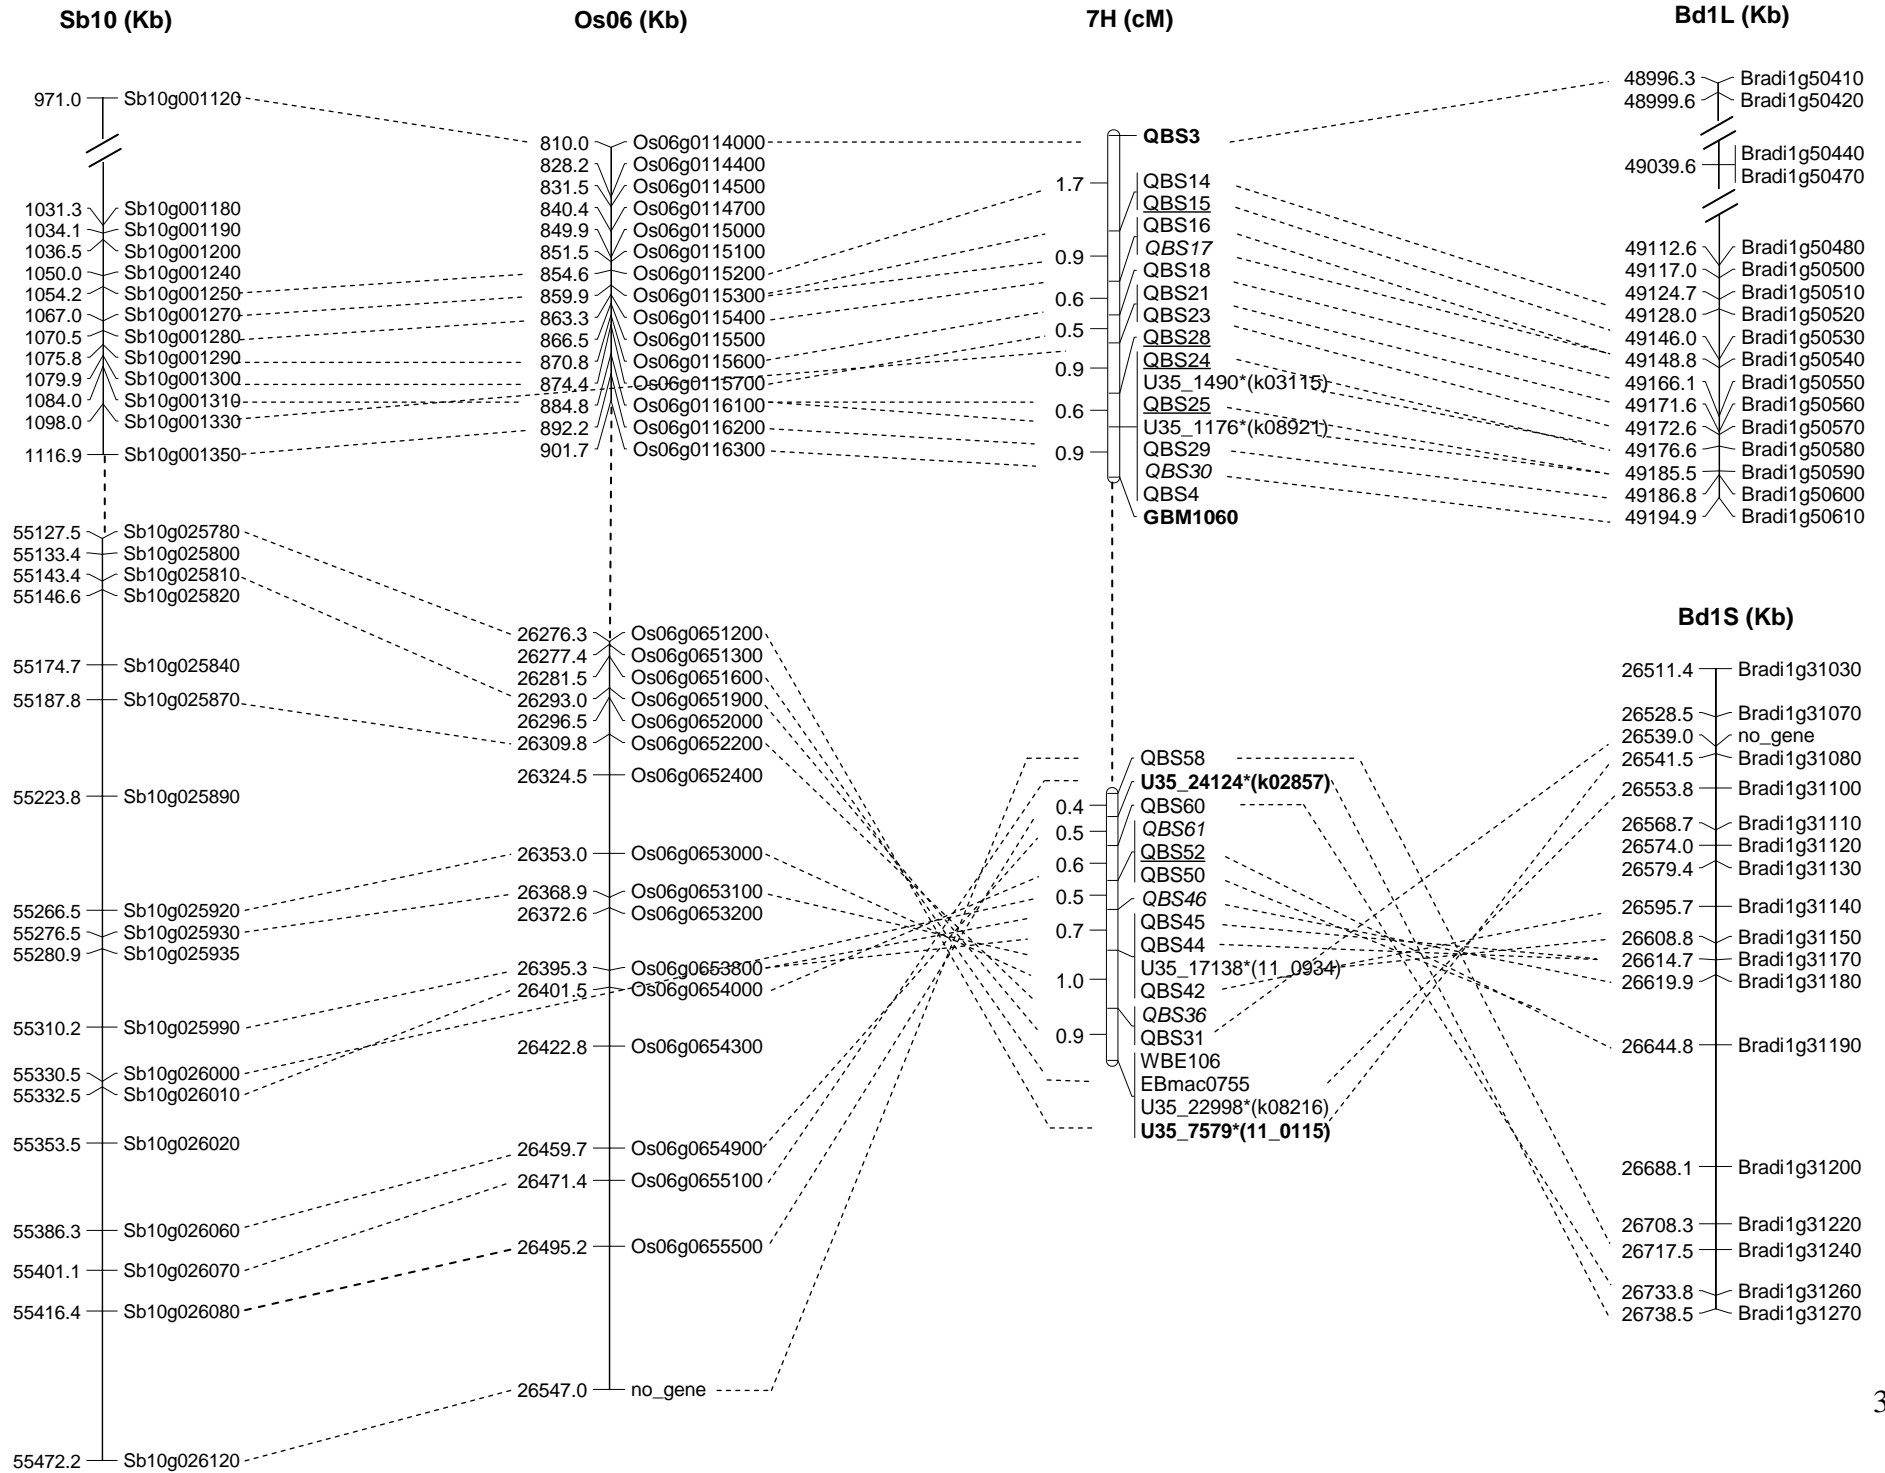 Sb10 (Kb)
971.0 Sb10g001120
1031.3 Sb10g001180
1034.1 Sb10g001190
1036.5 Sb10g001200
1050.0 Sb10g001240
1054.2 Sb10g001250
1067.0 Sb10g001270
1070.5 Sb10g001280
1075.8 Sb10g001290
1079.9 Sb10g001300
1084.0 Sb10g001310
1098.0 Sb10g001330
1116.9 Sb10g001350
55127.5 Sb10g025780
55133.4 Sb10g025800
55143.4 Sb10g025810
55146.6 Sb10g025820
55174.7 Sb10g025840
55187.8 Sb10g025870
55223.8 Sb10g025890
55266.5 Sb10g025920
55276.5 Sb10g025930
55280.9 Sb10g025935
55310.2 Sb10g025990
55330.5 Sb10g026000
55332.5 Sb10g026010
55353.5 Sb10g026020
55386.3 Sb10g026060
55401.1 Sb10g026070
55416.4 Sb10g026080
55472.2 Sb10g026120
Os06 (Kb)
810.0 Os06g0114000
828.2 Os06g0114400
831.5 Os06g0114500
840.4 Os06g0114700
849.9 Os06g0115000
851.5 Os06g0115100
854.6 Os06g0115200
859.9 Os06g0115300
863.3 Os06g0115400
866.5 Os06g0115500
870.8 Os06g0115600
874.4 Os06g0115700
884.8 Os06g0116100
892.2 Os06g0116200
901.7 Os06g0116300
26276.3 Os06g0651200
26277.4 Os06g0651300
26281.5 Os06g0651600
26293.0 Os06g0651900
26296.5 Os06g0652000
26309.8 Os06g0652200
26324.5 Os06g0652400
26353.0 Os06g0653000
26368.9 Os06g0653100
26372.6 Os06g0653200
26395.3 Os06g0653800
26401.5 Os06g0654000
26422.8 Os06g0654300
26459.7 Os06g0654900
26471.4 Os06g0655100
26495.2 Os06g0655500
26547.0 no_gene
7H (cM)
QBS3
1.7 QBS14
QBS15
QBS16
QBS17
0.9 QBS18
QBS21
0.6 QBS23
0.5 QBS28
QBS24
0.9 U35_1490*(k03115)
QBS25
0.6 U35_1176*(k08921)
QBS29
0.9 QBS30
QBS4
GBM1060
QBS58
U35_24124*(k02857)
0.4 QBS60
0.5 QBS61
QBS52
0.6 QBS50
0.5 QBS46
QBS45
0.7 QBS44
U35_17138*(11_0934)
1.0 QBS42
QBS36
0.9 QBS31
WBE106
EBmac0755
U35_22998*(k08216)
U35_7579*(11_0115)
Bd1L (Kb)
48996.3 Bradi1g50410
48999.6 Bradi1g50420
49039.6 Bradi1g50440
Bradi1g50470
49112.6 Bradi1g50480
49117.0 Bradi1g50500
49124.7 Bradi1g50510
49128.0 Bradi1g50520
49146.0 Bradi1g50530
49148.8 Bradi1g50540
49166.1 Bradi1g50550
49171.6 Bradi1g50560
49172.6 Bradi1g50570
49176.6 Bradi1g50580
49185.5 Bradi1g50590
49186.8 Bradi1g50600
49194.9 Bradi1g50610
Bd1S (Kb)
26511.4 Bradi1g31030
26528.5 Bradi1g31070
26539.0 no_gene
26541.5 Bradi1g31080
26553.8 Bradi1g31100
26568.7 Bradi1g31110
26574.0 Bradi1g31120
26579.4 Bradi1g31130
26595.7 Bradi1g31140
26608.8 Bradi1g31150
26614.7 Bradi1g31170
26619.9 Bradi1g31180
26644.8 Bradi1g31190
26688.1 Bradi1g31200
26708.3 Bradi1g31220
26717.5 Bradi1g31240
26733.8 Bradi1g31260
26738.5 Bradi1g31270
3